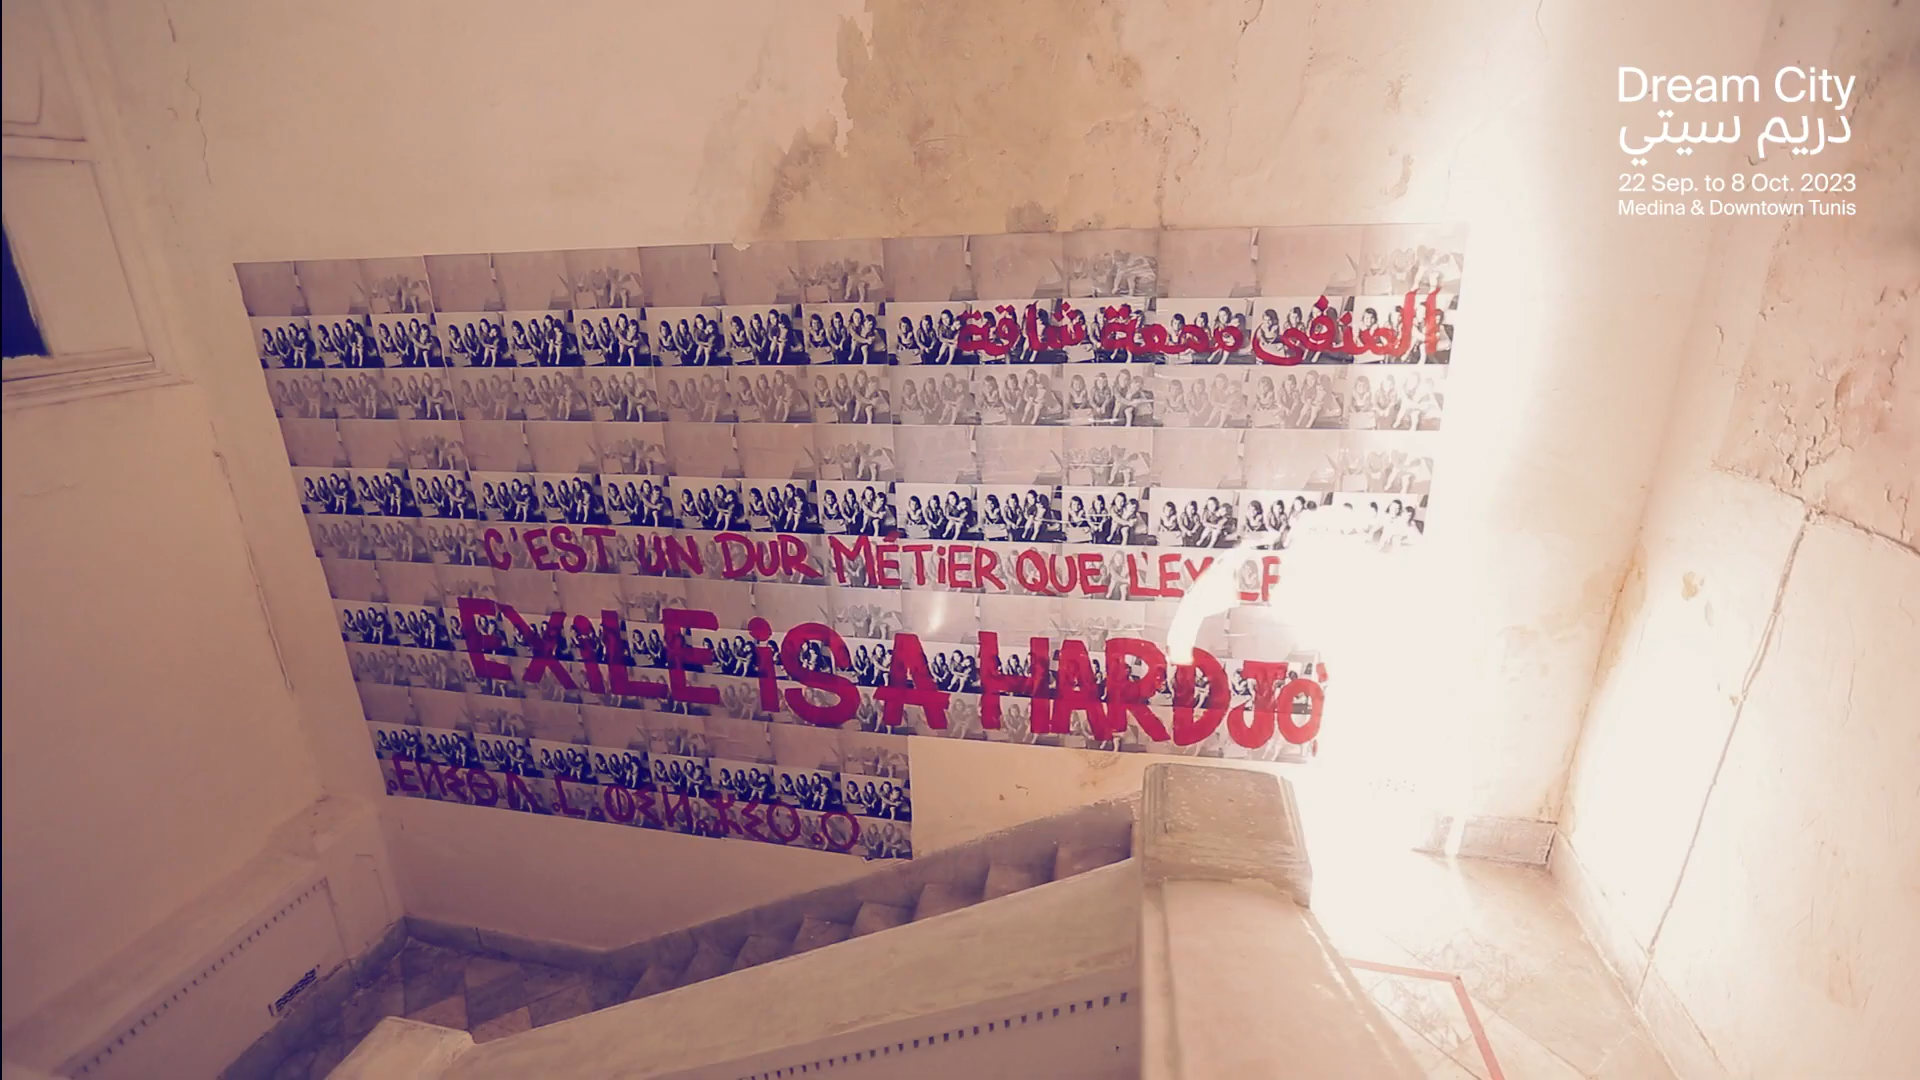 Dream City
دريم سيتي
22 Sep. to 8 Oct. 2023
Medina & Downtown Tunis
المنفى مهمة شاقة
C'EST UN DUR MÉTiER QUE
EXiLE iS A HARD